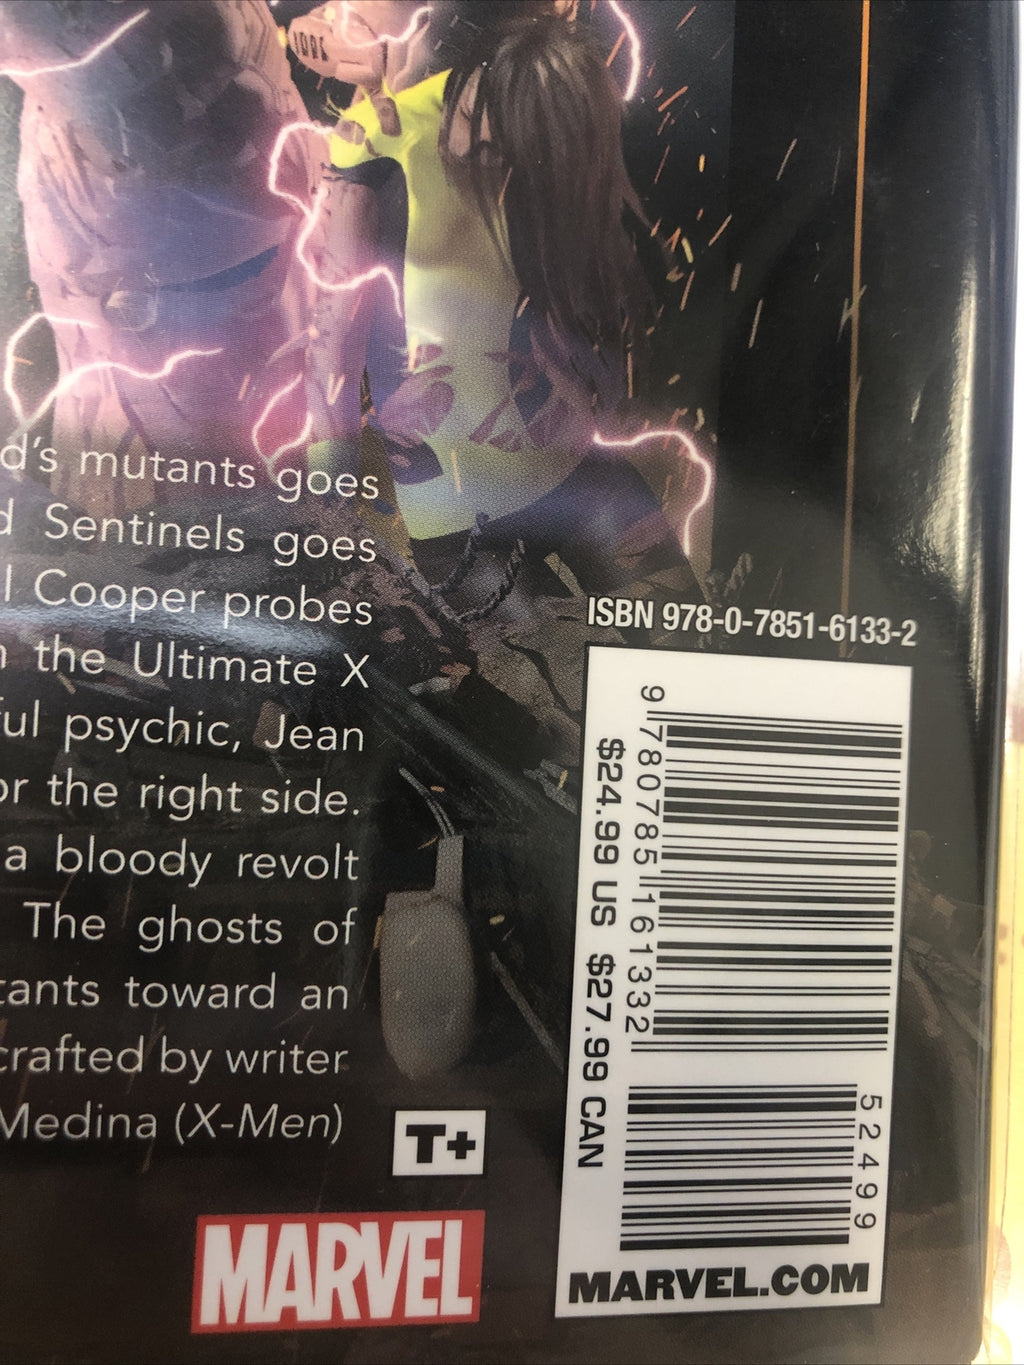 d's mutants goes
d Sentinels goes
l Cooper probes
the Ultimate X
ful psychic, Jean
or the right side.
a bloody revolt
The ghosts of
tants toward an
crafted by writer
Medina (X-Men)
T+
MARVEL
ISBN 978-0-7851-6133-2
9 780785 161332
$24.99 US $27.99 CAN
52499
MARVEL.COM